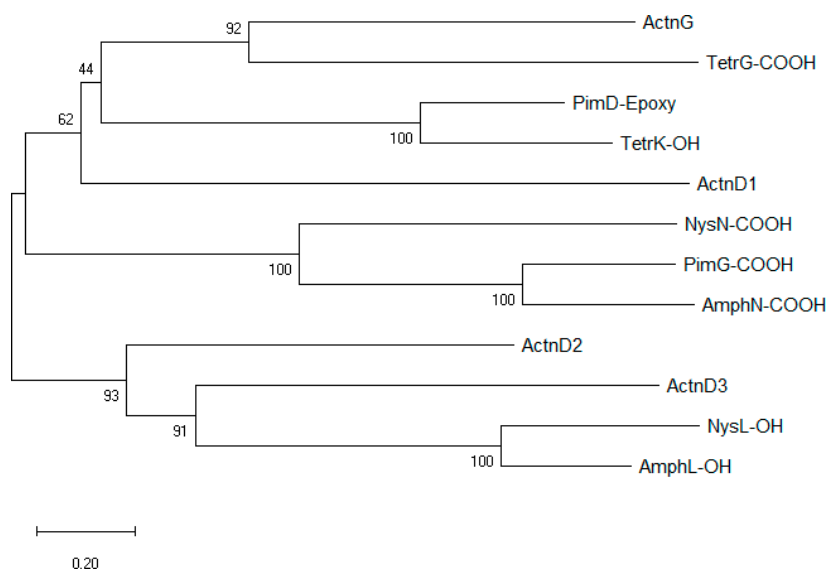 ActnG
92
TetrG-COOH
44
PimD-Epoxy
62
100
TetrK-OH
ActnD1
NysN-COOH
100
PimG-COOH
100
AmphN-COOH
ActnD2
93
ActnD3
91
NysL-OH
100
AmphL-OH
0.20